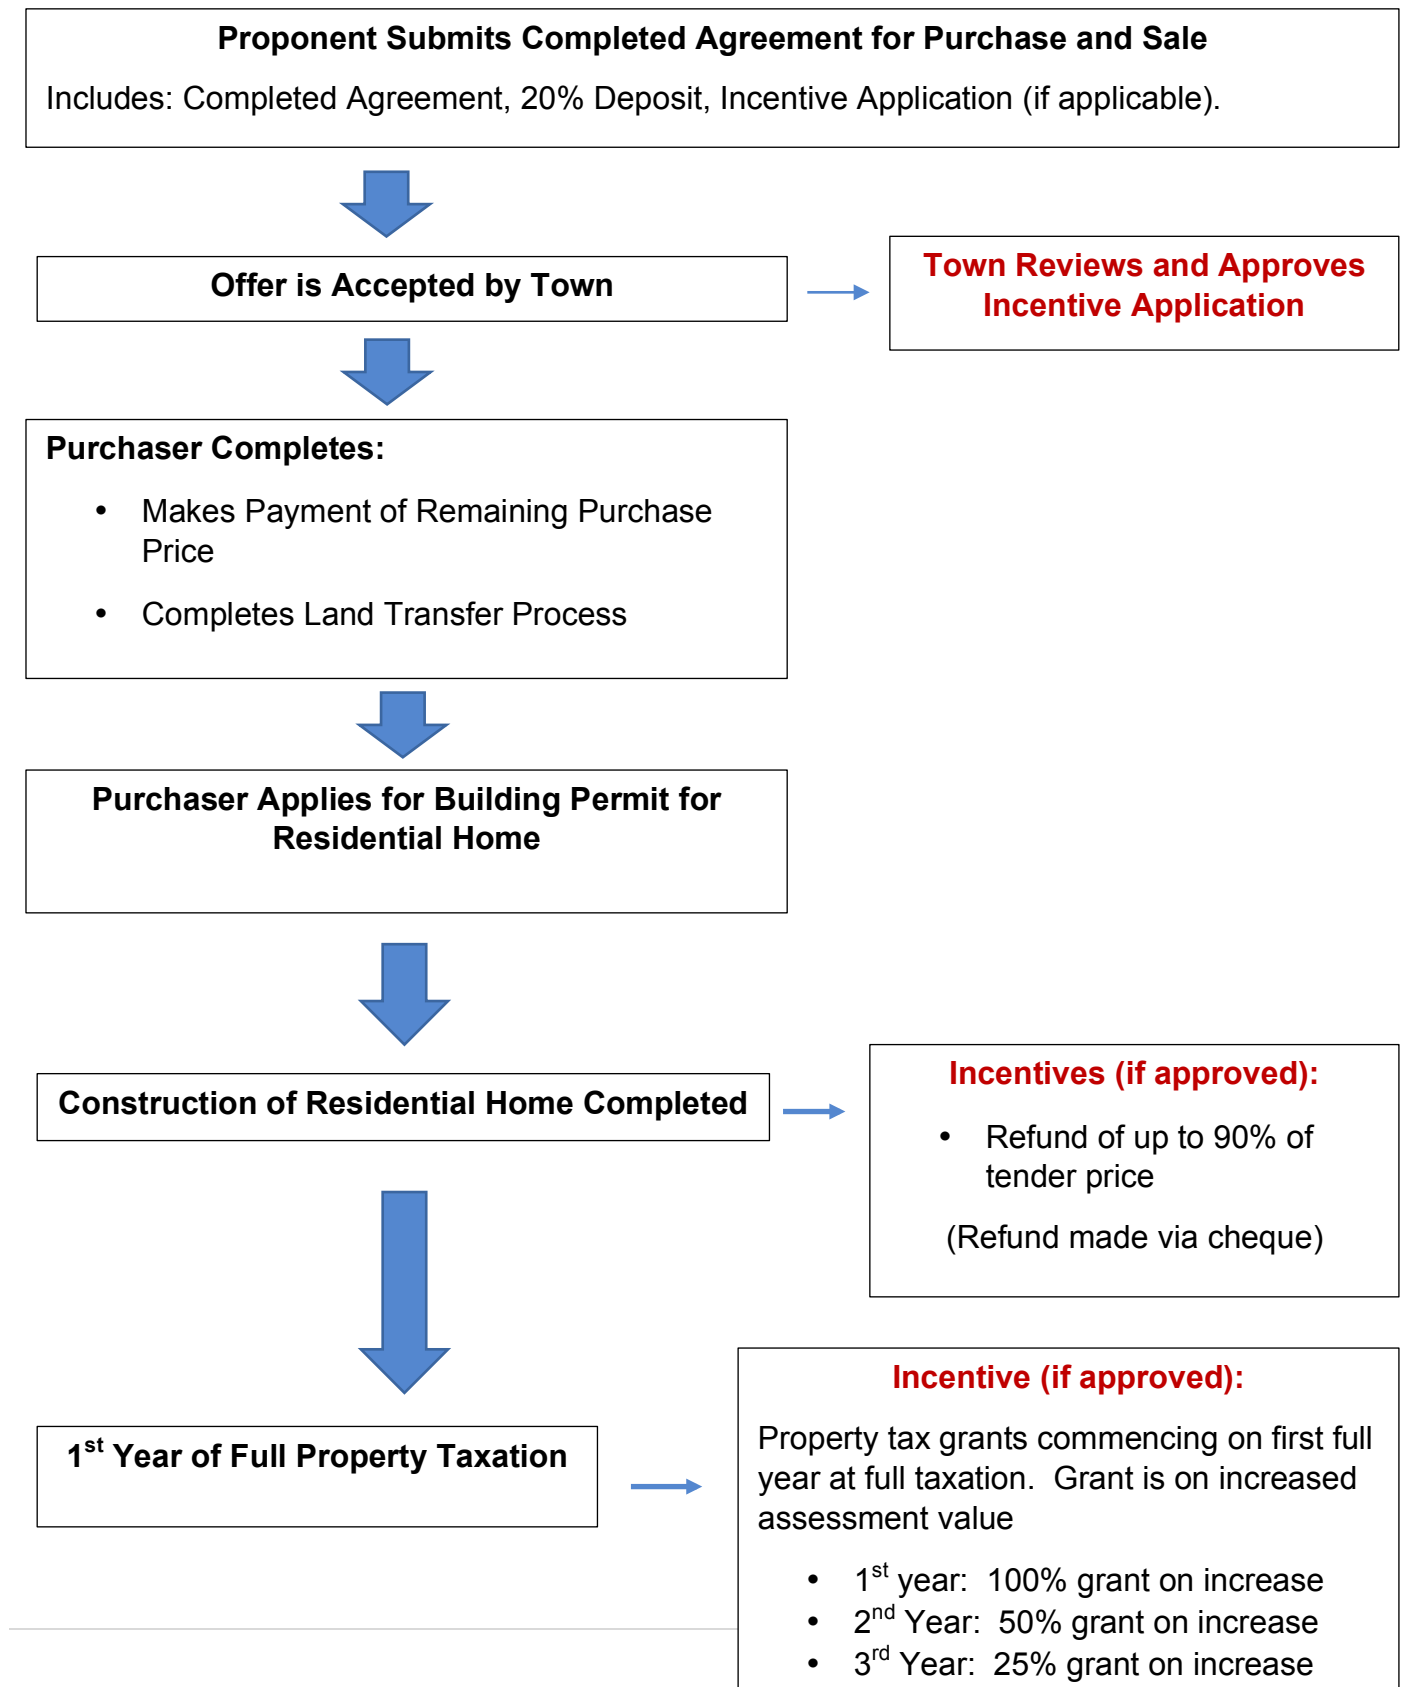 Proponent Submits Completed Agreement for Purchase and Sale
Includes: Completed Agreement, 20% Deposit, Incentive Application (if applicable).
Offer is Accepted by Town
Town Reviews and Approves
Incentive Application
Purchaser Completes:
• Makes Payment of Remaining Purchase
Price
• Completes Land Transfer Process
Purchaser Applies for Building Permit for
Residential Home
Construction of Residential Home Completed
Incentives (if approved):
• Refund of up to 90% of
tender price
(Refund made via cheque)
1st Year of Full Property Taxation
Incentive (if approved):
Property tax grants commencing on first full
year at full taxation.  Grant is on increased
assessment value
• 1st year:  100% grant on increase
• 2nd Year:  50% grant on increase
• 3rd Year:  25% grant on increase